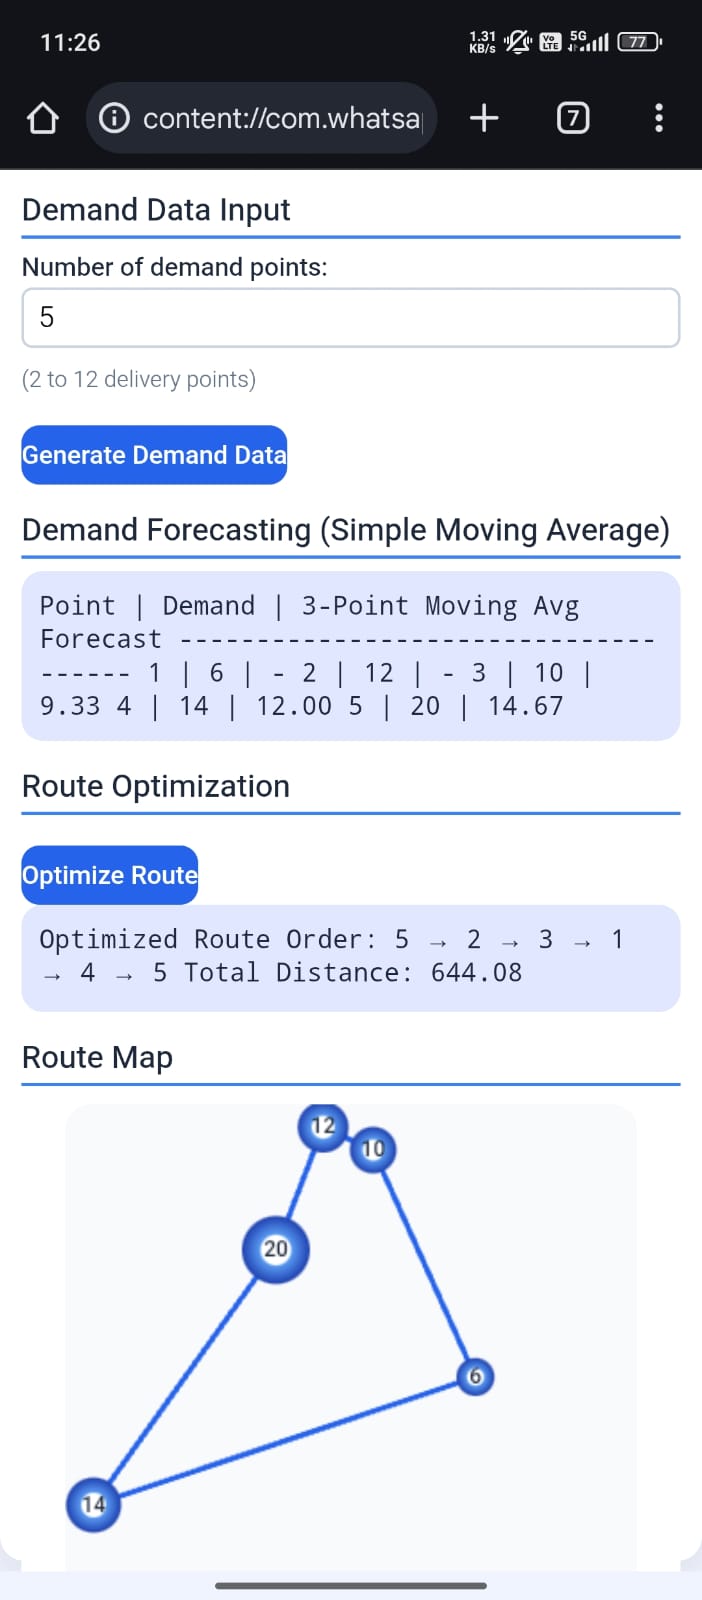 11:26
1.31
KB/s
Vo
LTE
5G
77
content://com.whatsa
7
Demand Data Input
Number of demand points:
5
(2 to 12 delivery points)
Generate Demand Data
Demand Forecasting (Simple Moving Average)
Point | Demand | 3-Point Moving Avg
Forecast -------------------------------
------ 1 | 6 | - 2 | 12 | - 3 | 10 |
9.33 4 | 14 | 12.00 5 | 20 | 14.67
Route Optimization
Optimize Route
Optimized Route Order: 5 → 2 → 3 → 1
→ 4 → 5 Total Distance: 644.08
Route Map
12
10
20
6
14